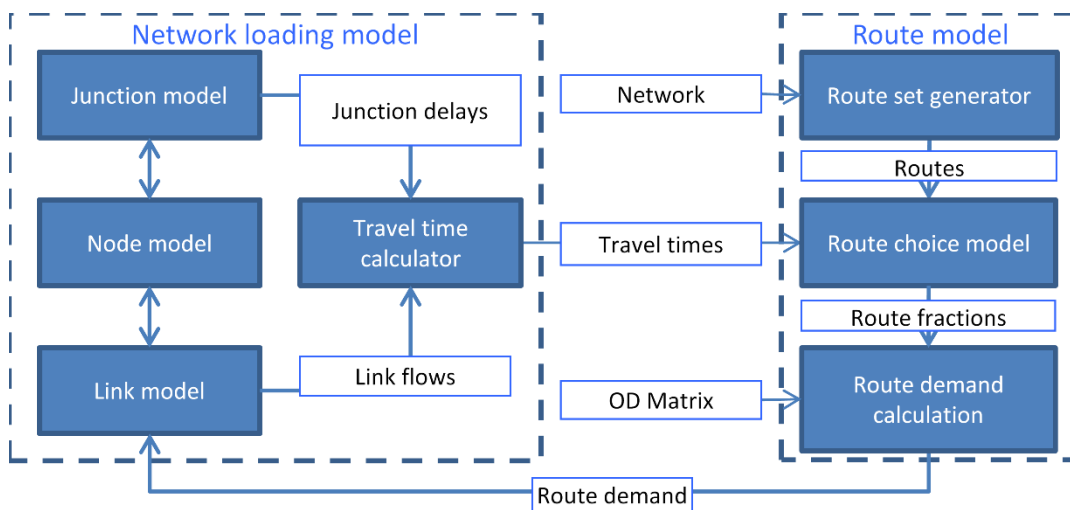 Network loading model
Route model
Junction model
Junction delays
Network
Route set generator
Routes
Node model
Travel time
calculator
Travel times
Route choice model
Route fractions
Link model
Link flows
OD Matrix
Route demand
calculation
Route demand